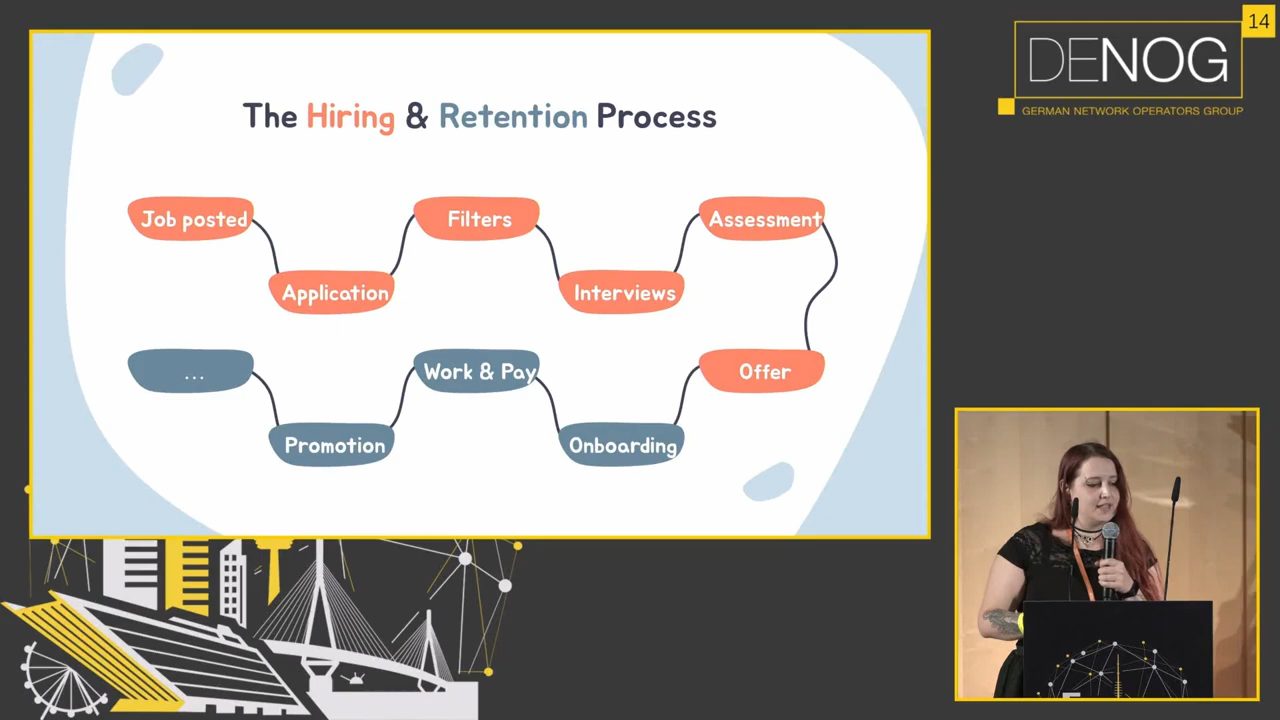 14
DENOG
GERMAN NETWORK OPERATORS GROUP
The Hiring & Retention Process
Job posted
Filters
Assessment
Application
Interviews
...
Work & Pay
Offer
Promotion
Onboarding